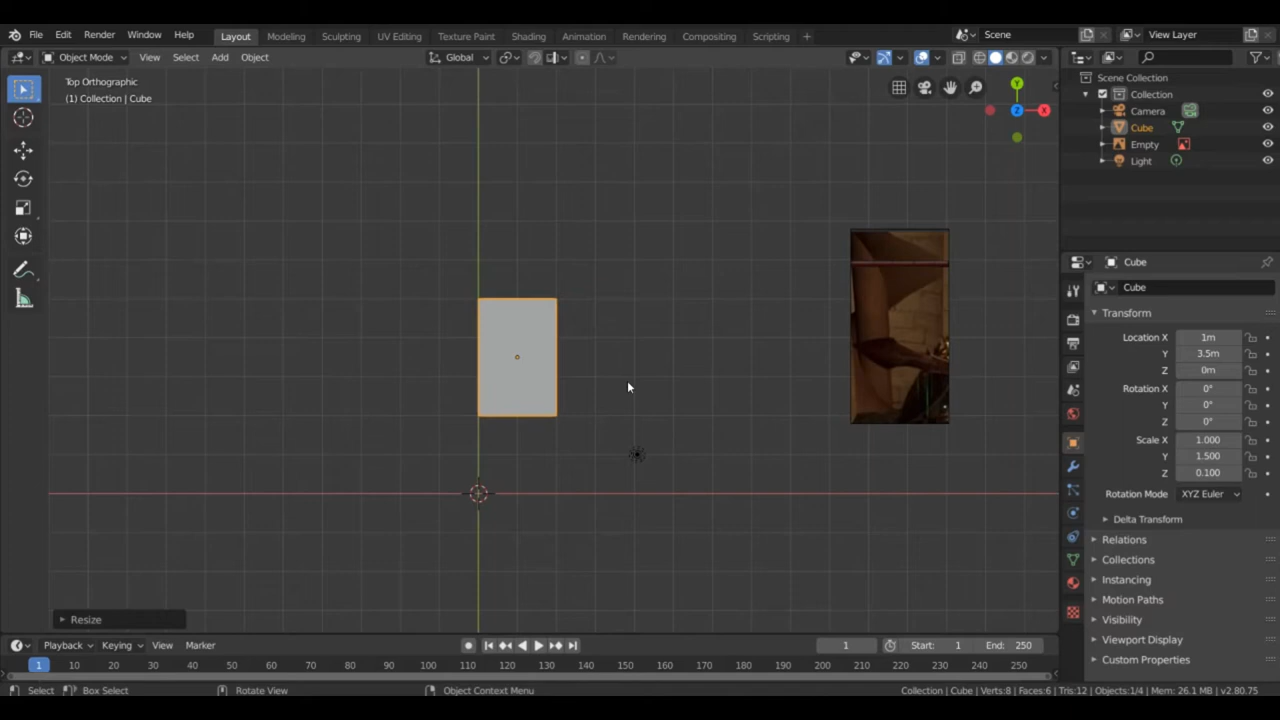 File Edit Render Window Help Layout Modeling Sculpting UV Editing Texture Paint Shading Animation Rendering Compositing Scripting + Scene View Layer
Object Mode View Select Add Object Global
Top Orthographic
(1) Collection | Cube
Y
Z
X
Scene Collection
Collection
Camera
Cube
Empty
Light
Cube
Cube
Transform
Location X 1m
Y 3.5m
Z 0m
Rotation X 0°
Y 0°
Z 0°
Scale X 1.000
Y 1.500
Z 0.100
Rotation Mode XYZ Euler
Delta Transform
Relations
Collections
Instancing
Motion Paths
Visibility
Viewport Display
Custom Properties
Resize
Playback Keying View Marker 1 Start: 1 End: 250
1 10 20 30 40 50 60 70 80 90 100 110 120 130 140 150 160 170 180 190 200 210 220 230 240 250
Select Box Select Rotate View Object Context Menu Collection | Cube | Verts:8 | Faces:6 | Tris:12 | Objects:1/4 | Mem: 26.1 MB | v2.80.75